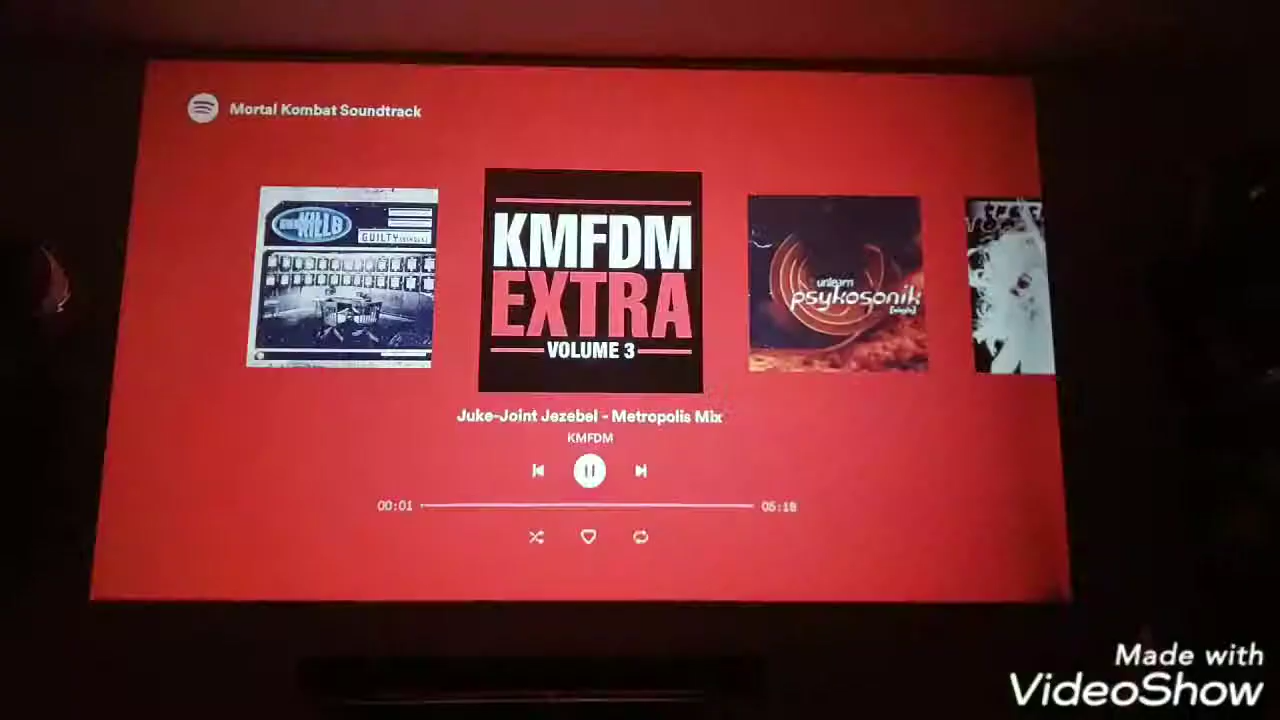 Mortal Kombat Soundtrack
GUILTY
KMFDM
EXTRA
VOLUME 3
unlearn
psykosonik
Juke-Joint Jezebel - Metropolis Mix
KMFDM
00:01
05:18
Made with
VideoShow